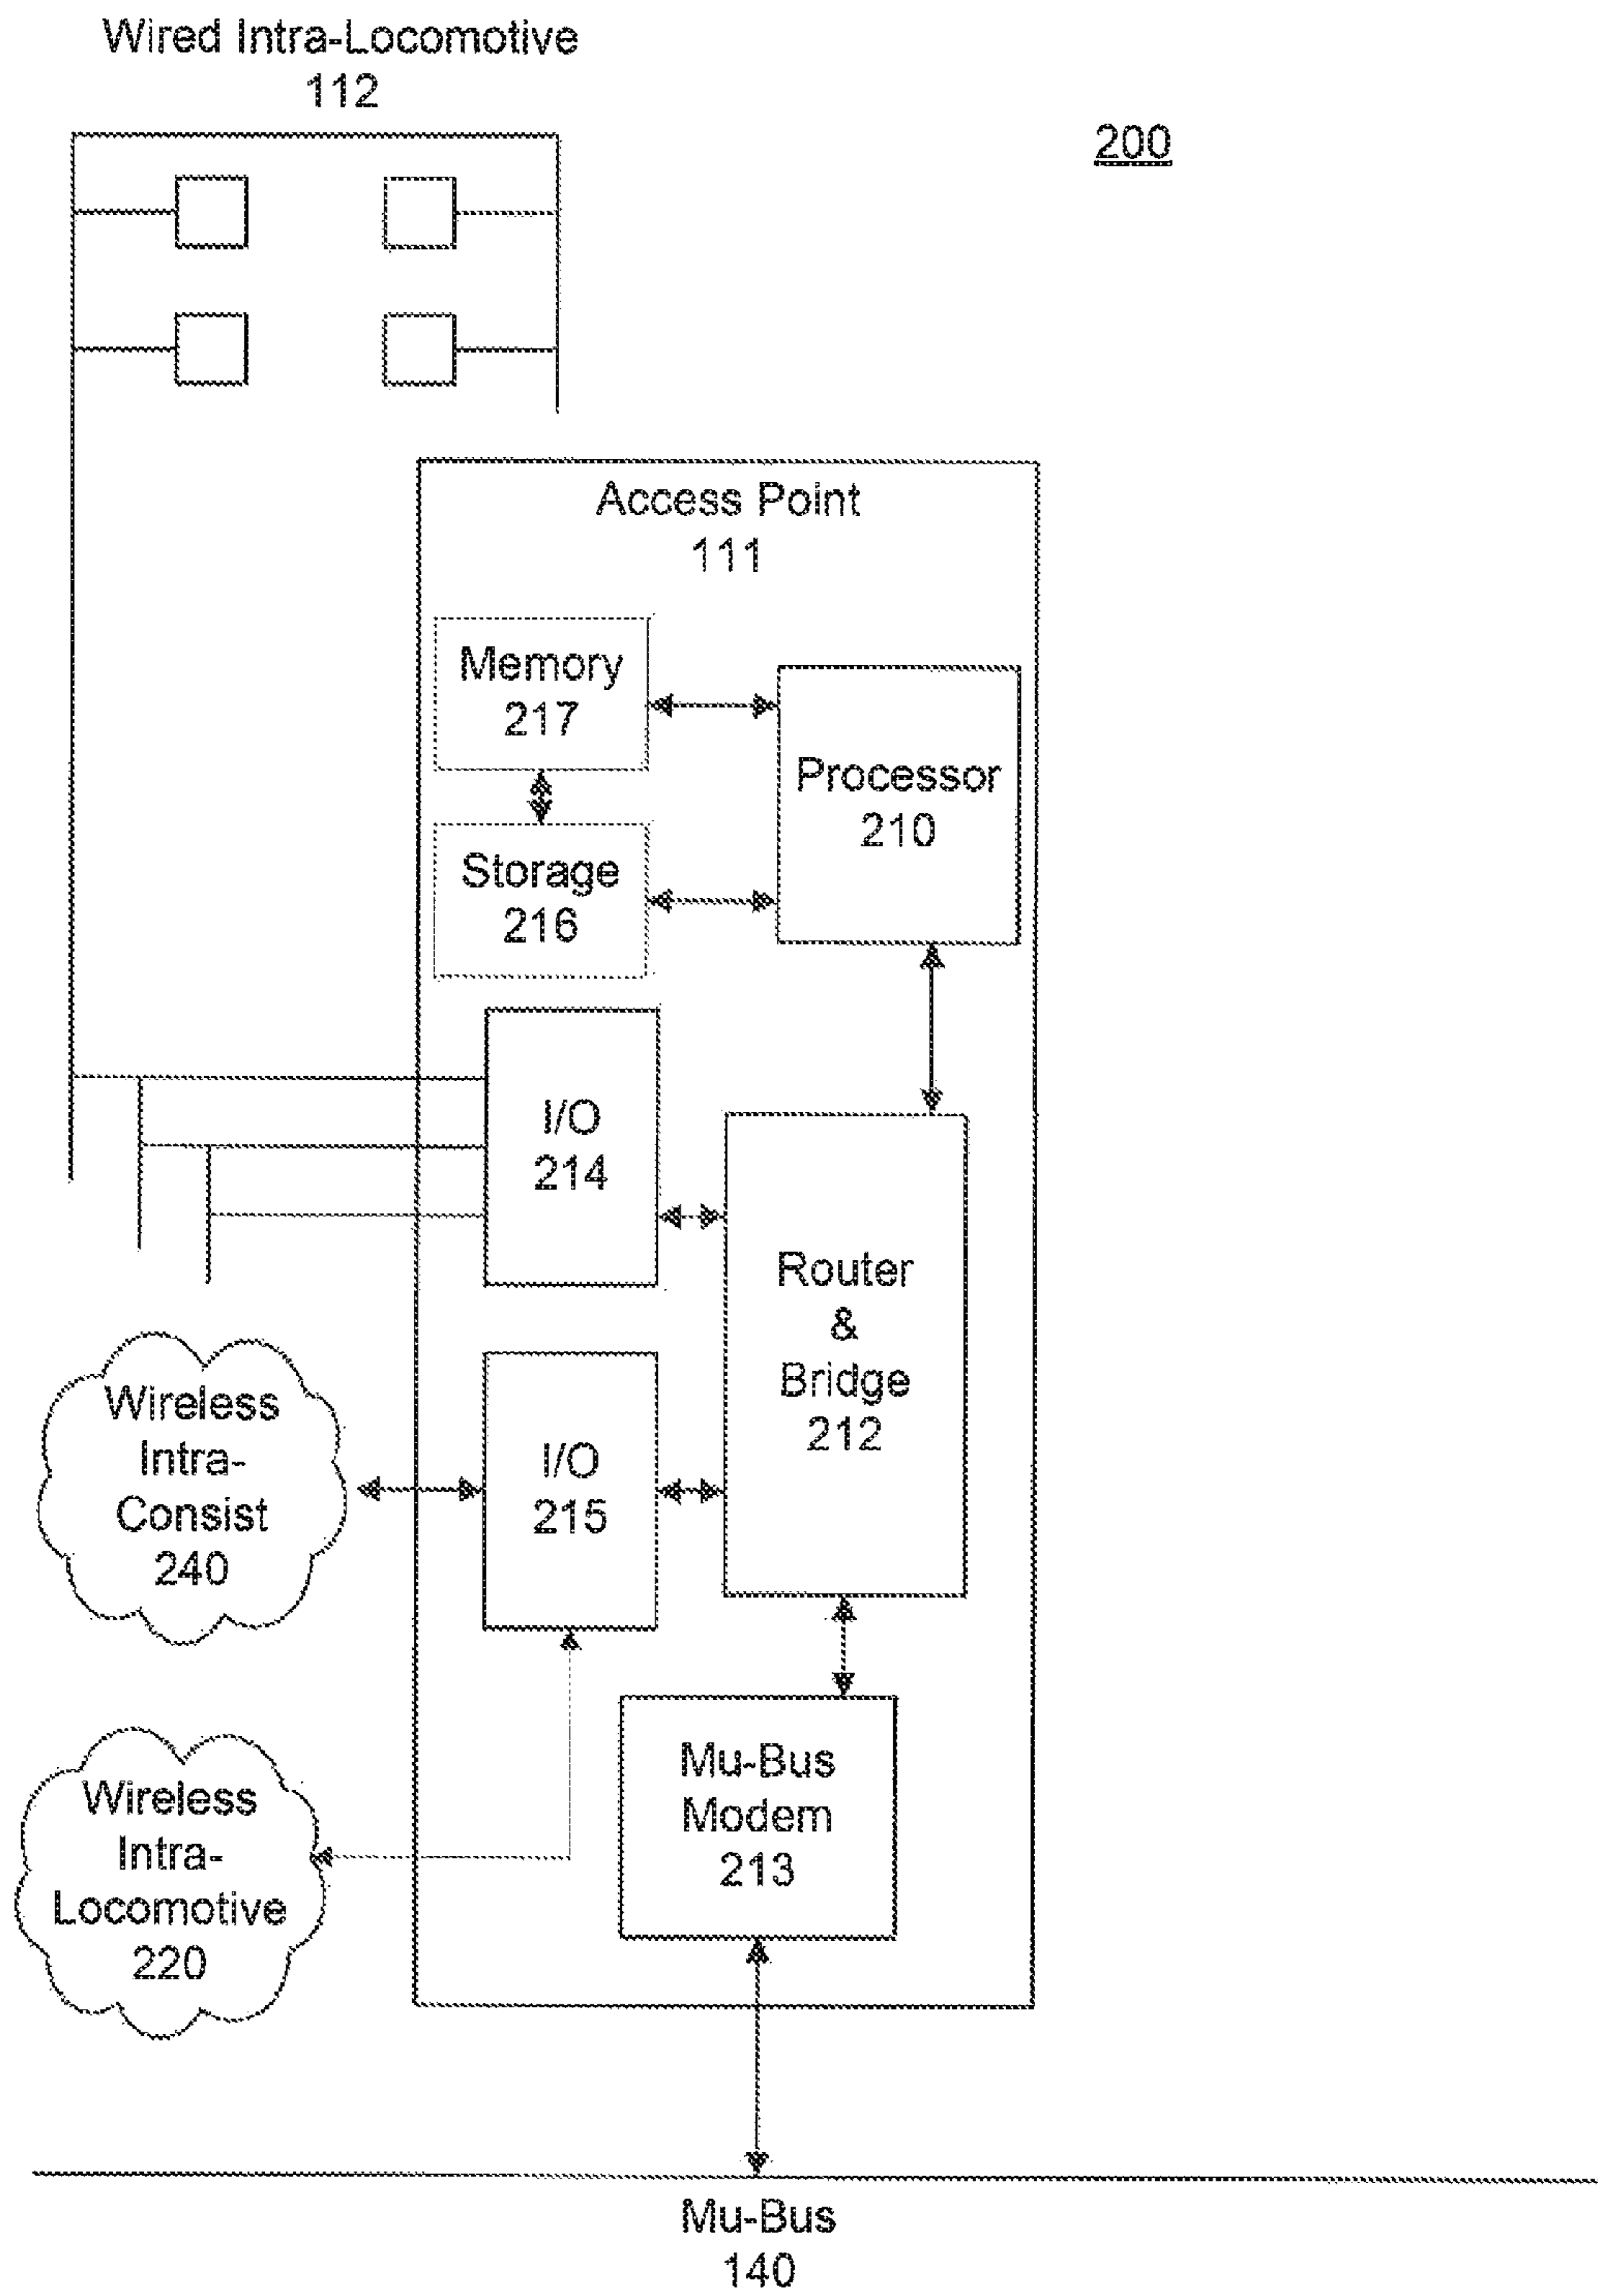 Wired Intra-Locomotive
112
200
Access Point
111
Memory
217
Processor
210
Storage
216
I/O
214
Router
&
Bridge
212
Wireless
Intra-
Consist
240
I/O
215
Mu-Bus
Modem
213
Wireless
Intra-
Locomotive
220
Mu-Bus
140